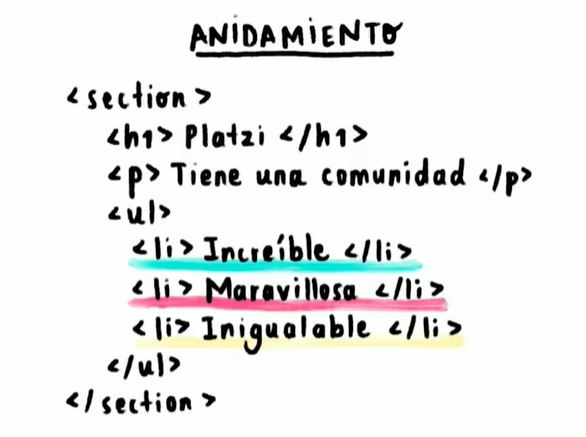 ANIDAMIENTO
<section>
<h1> Platzi </h1>
<p> Tiene una comunidad </p>
<ul>
<li> Increíble </li>
<li> Maravillosa </li>
<li> Inigualable </li>
</ul>
</section>